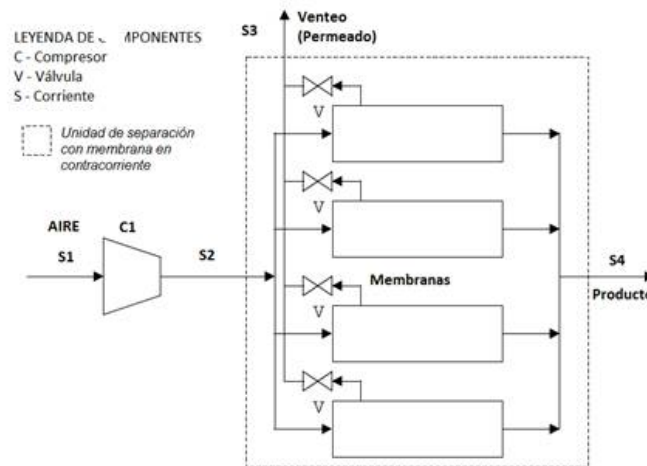 S3
Venteo
(Permeado)
LEYENDA DE MPONENTES
C - Compresor
V - Válvula
S - Corriente
Unidad de separación
con membrana en
contracorriente
V
V
AIRE
C1
S1
S2
Membranas
S4
Producto
V
V